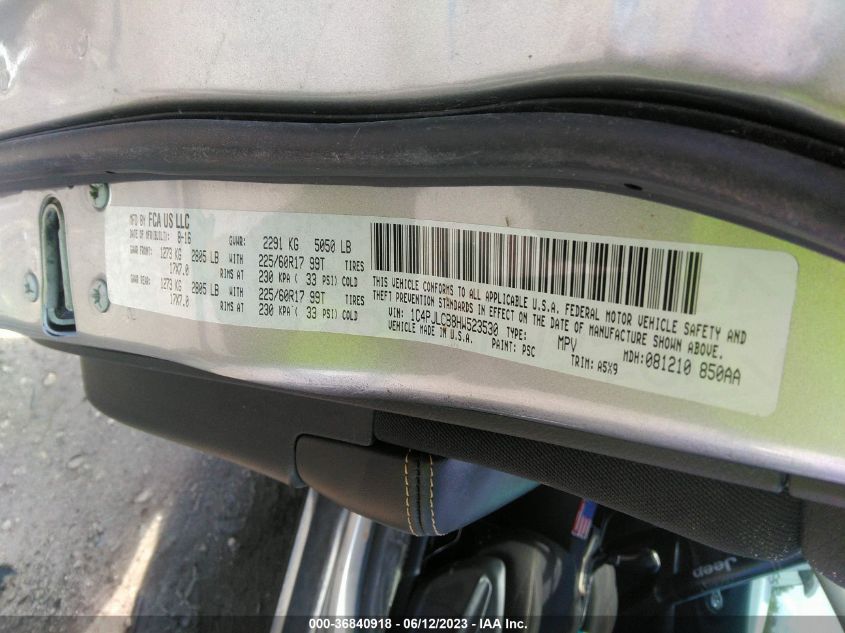 MFD BY FCA US LLC
DATE OF MFR(BUILD): 8-16 GVWR: 2291 KG 5050 LB
GAWR FRONT: 1273 KG 2805 LB WITH 225/60R17 99T TIRES
17X7.0 RIMS AT 230 KPA( 33 PSI) COLD
GAWR REAR: 1273 KG 2805 LB WITH 225/60R17 99T TIRES
17X7.0 RIMS AT 230 KPA( 33 PSI) COLD
THIS VEHICLE CONFORMS TO ALL APPLICABLE U.S.A. FEDERAL MOTOR VEHICLE SAFETY AND
THEFT PREVENTION STANDARDS IN EFFECT ON THE DATE OF MANUFACTURE SHOWN ABOVE.
VIN: 1C4PJLCB8HW523530 TYPE: MPV MDH: 081210 850AA
VEHICLE MADE IN U.S.A. PAINT: PSC TRIM: A5X9
Jeep
000-36840918 - 06/12/2023 - IAA Inc.